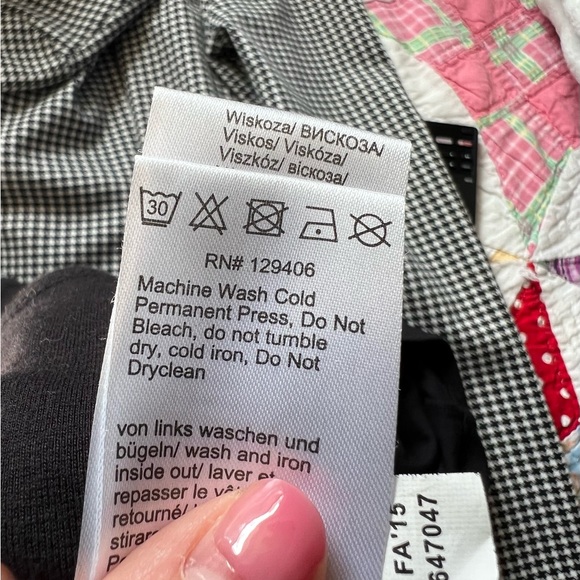 Wiskoza/ ВИСКОЗА/
Viskos/ Viskóza/
Viszkóz/ віскоза/
30
RN# 129406
Machine Wash Cold
Permanent Press, Do Not
Bleach, do not tumble
dry, cold iron, Do Not
Dryclean
von links waschen und
bügeln/ wash and iron
inside out/ laver et
repasser le
retourné/
FA'15
647047